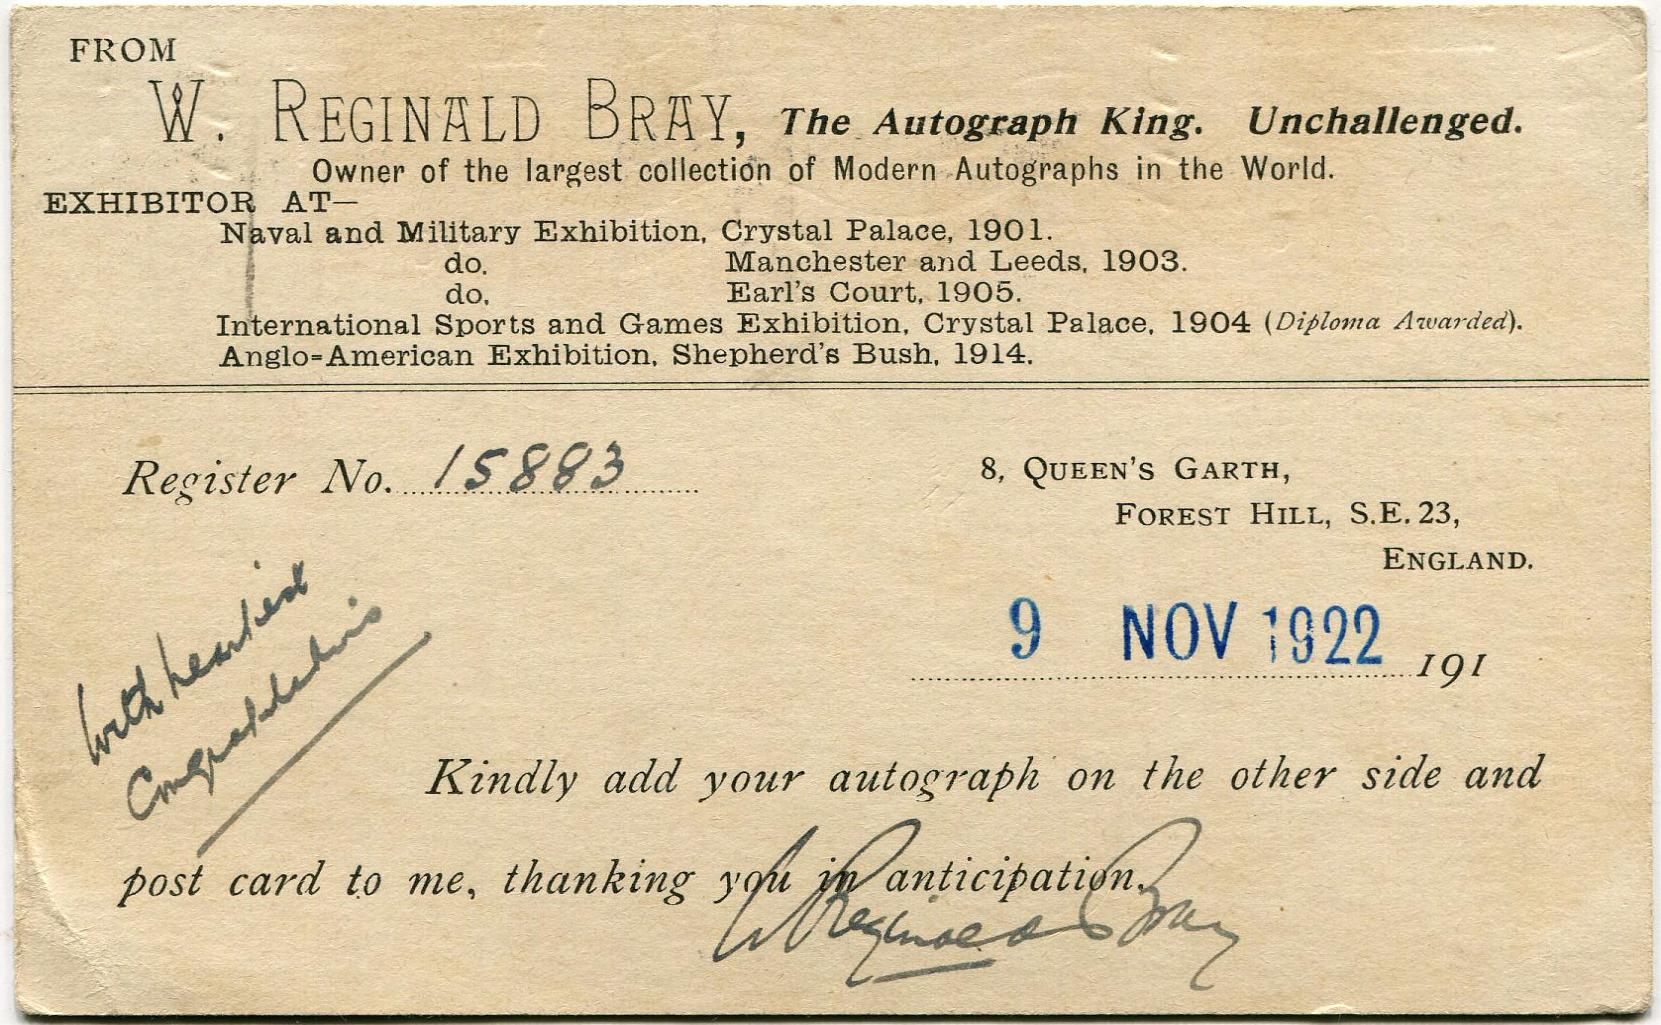 FROM
W. REGINALD BRAY, The Autograph King. Unchallenged.
Owner of the largest collection of Modern Autographs in the World.
EXHIBITOR AT—
Naval and Military Exhibition, Crystal Palace, 1901.
do. Manchester and Leeds, 1903.
do. Earl's Court, 1905.
International Sports and Games Exhibition, Crystal Palace, 1904 (Diploma Awarded).
Anglo=American Exhibition, Shepherd's Bush, 1914.
Register No. 15883
8, QUEEN'S GARTH,
FOREST HILL, S.E. 23,
ENGLAND.
9 NOV 1922 191
With heartiest
Congratulations
Kindly add your autograph on the other side and
post card to me, thanking you in anticipation.
W Reginald Bray